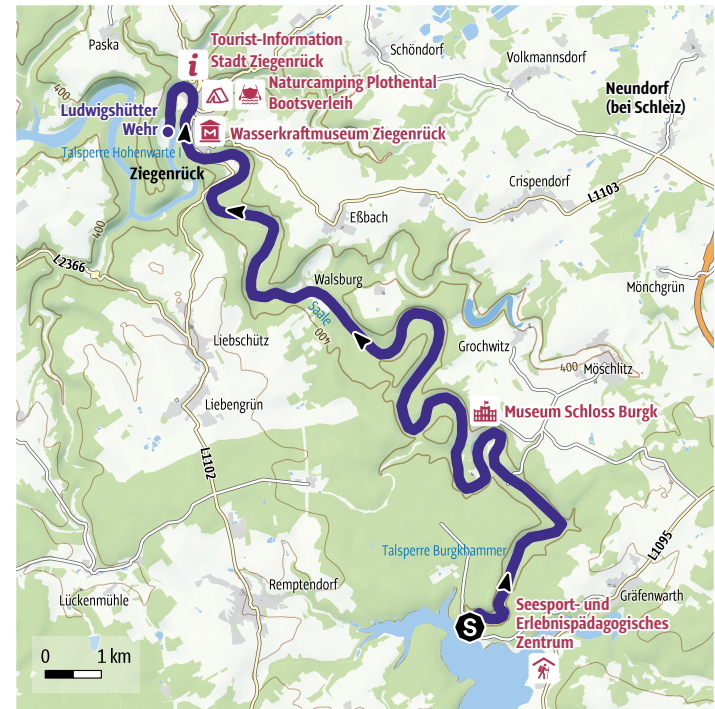 Paska
Tourist-Information
Stadt Ziegenrück
Schöndorf
Volkmannsdorf
400
Naturcamping Plothental
Bootsverleih
Neundorf
(bei Schleiz)
Ludwigshütter
Wehr
Wasserkraftmuseum Ziegenrück
Talsperre Hohenwarte I
Ziegenrück
Crispendorf
L1103
400
Eßbach
L2366
Walsburg
Mönchgrün
Saale
400
Liebschütz
Grochwitz
400
Möschlitz
Liebengrün
Museum Schloss Burgk
L1102
Talsperre Burgkhammer
L1095
Remptendorf
Lückenmühle
Gräfenwarth
Seesport- und
Erlebnispädagogisches
Zentrum
S
0 1 km